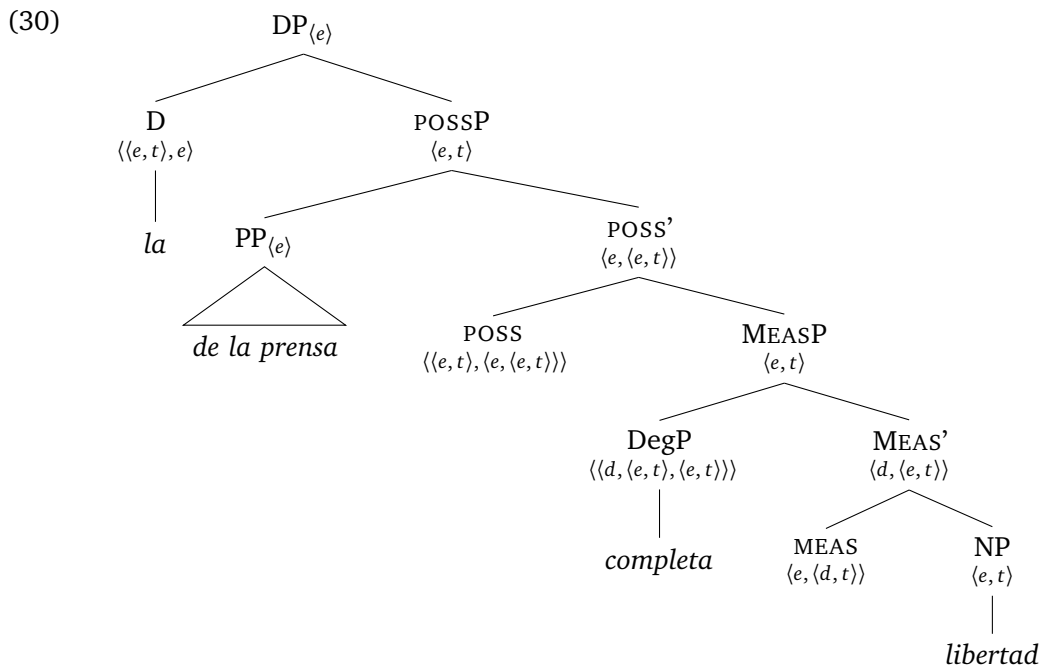 (30)
DP⟨e⟩
D POSSP
⟨⟨e, t⟩, e⟩ ⟨e, t⟩
la PP⟨e⟩ POSS’
⟨e, ⟨e, t⟩⟩
de la prensa POSS MEASP
⟨⟨e, t⟩, ⟨e, ⟨e, t⟩⟩⟩ ⟨e, t⟩
DegP MEAS’
⟨⟨d, ⟨e, t⟩, ⟨e, t⟩⟩⟩ ⟨d, ⟨e, t⟩⟩
completa MEAS NP
⟨e, ⟨d, t⟩⟩ ⟨e, t⟩
libertad